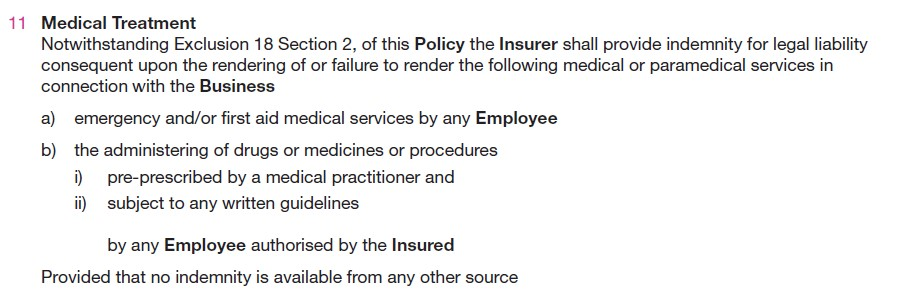 11 Medical Treatment
Notwithstanding Exclusion 18 Section 2, of this Policy the Insurer shall provide indemnity for legal liability
consequent upon the rendering of or failure to render the following medical or paramedical services in
connection with the Business
a) emergency and/or first aid medical services by any Employee
b) the administering of drugs or medicines or procedures
i) pre-prescribed by a medical practitioner and
ii) subject to any written guidelines
by any Employee authorised by the Insured
Provided that no indemnity is available from any other source